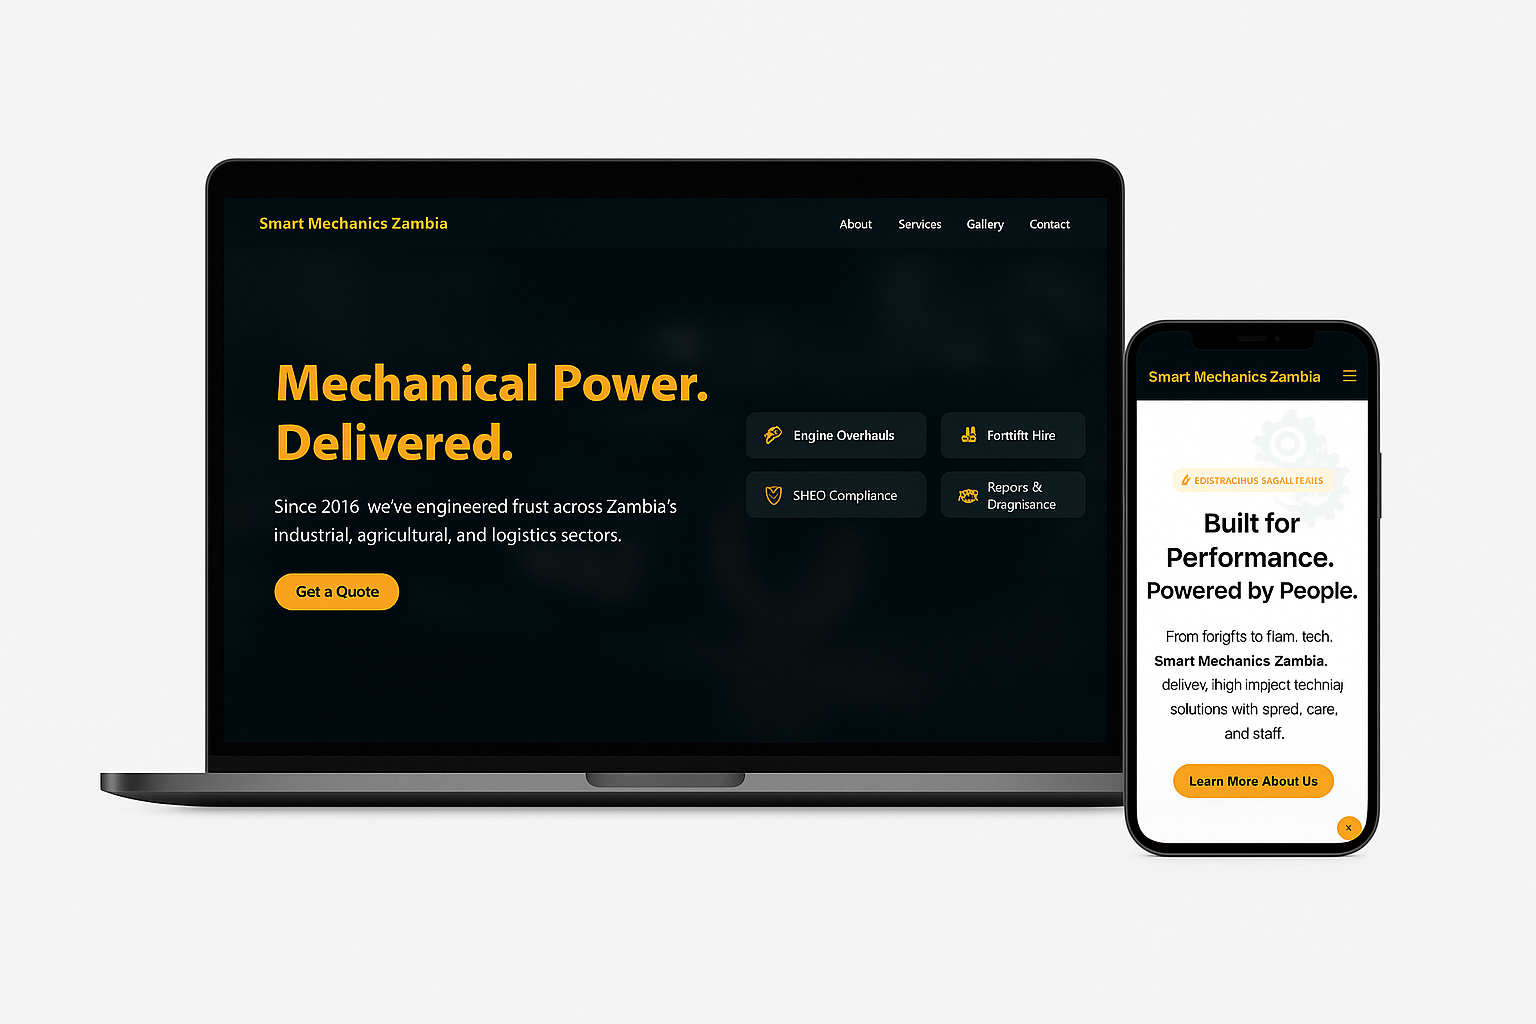 Smart Mechanics Zambia
About Services Gallery Contact
Mechanical Power.
Delivered.
Since 2016 we've engineered frust across Zambia's
industrial, agricultural, and logistics sectors.
Get a Quote
Engine Overhauls
Forttiftt Hire
SHEO Compliance
Repors &
Dragnisance
Smart Mechanics Zambia
EDISTRACIHUS SAGALL
Built for
Performance.
Powered by People.
From forigfts to flam. tech.
Smart Mechanics Zambia.
delivev, ihigh impject techniaj
solutions with spred, care,
and staff.
Learn More About Us
x